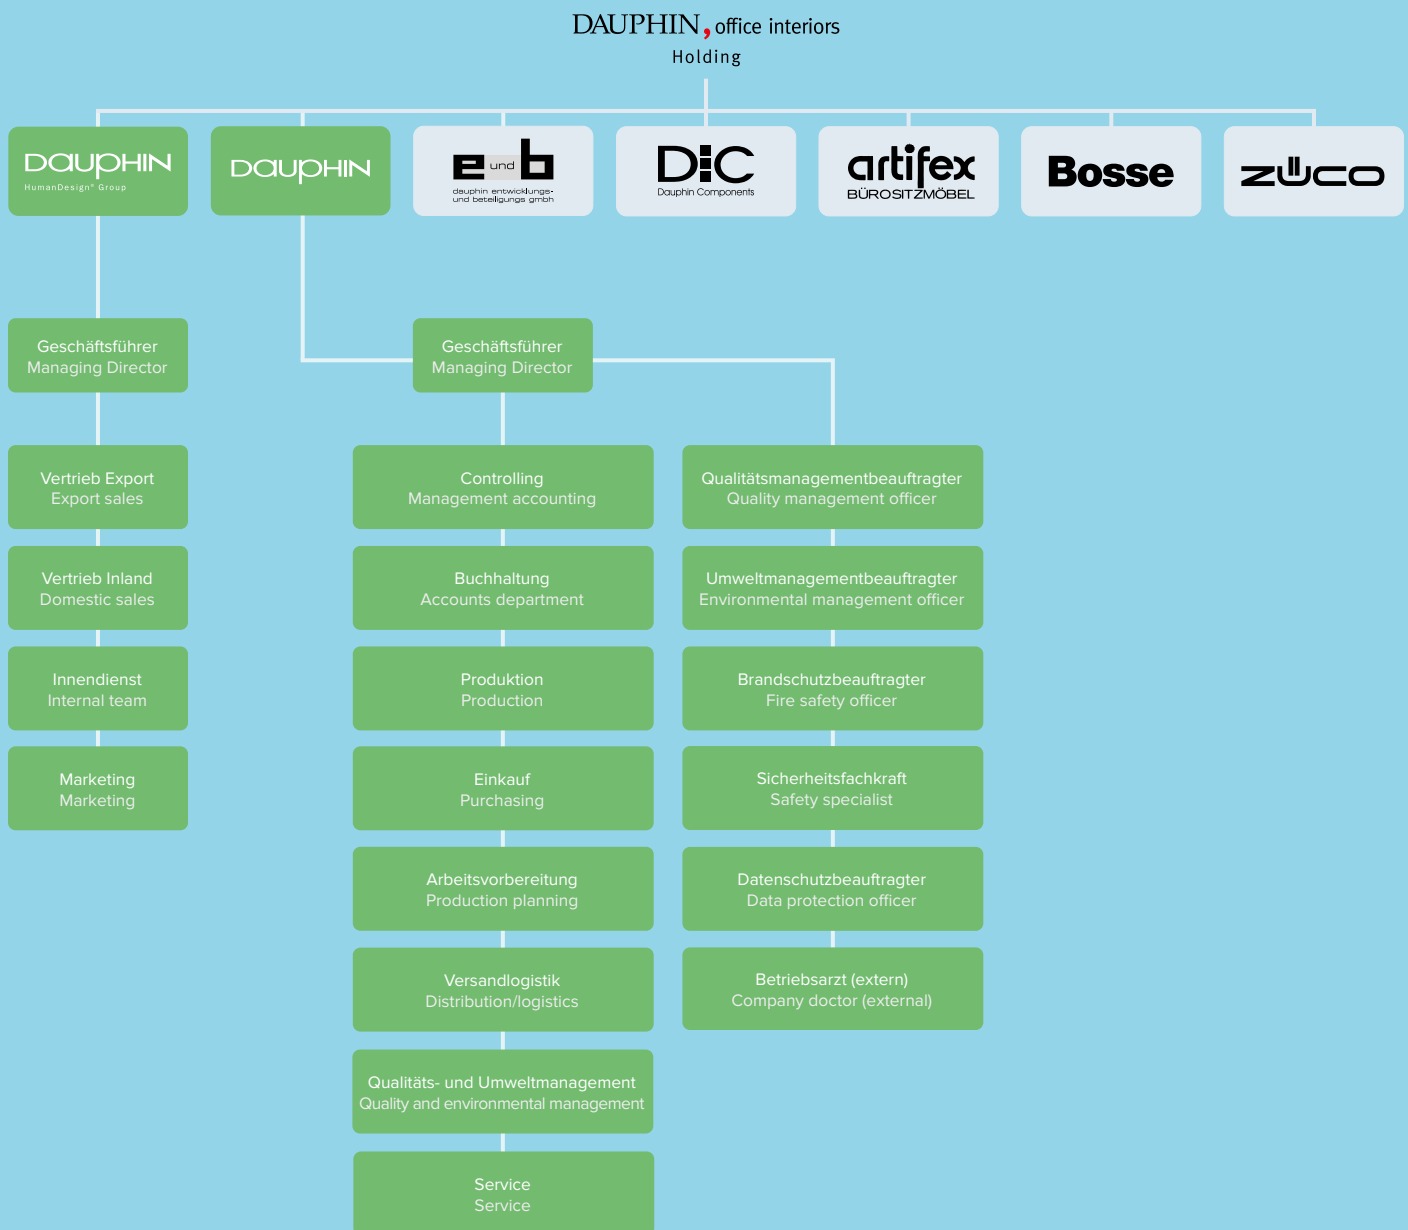 DAUPHIN, office interiors
Holding
DAUPHIN
HumanDesign® Group
DAUPHIN
e und b
dauphin entwicklungs-
und beteiligungs gmbh
DiC
Dauphin Components
artifex
BÜROSITZMÖBEL
Bosse
züco
Geschäftsführer
Managing Director
Vertrieb Export
Export sales
Vertrieb Inland
Domestic sales
Innendienst
Internal team
Marketing
Marketing
Geschäftsführer
Managing Director
Controlling
Management accounting
Buchhaltung
Accounts department
Produktion
Production
Einkauf
Purchasing
Arbeitsvorbereitung
Production planning
Versandlogistik
Distribution/logistics
Qualitäts- und Umweltmanagement
Quality and environmental management
Service
Service
Qualitätsmanagementbeauftragter
Quality management officer
Umweltmanagementbeauftragter
Environmental management officer
Brandschutzbeauftragter
Fire safety officer
Sicherheitsfachkraft
Safety specialist
Datenschutzbeauftragter
Data protection officer
Betriebsarzt (extern)
Company doctor (external)